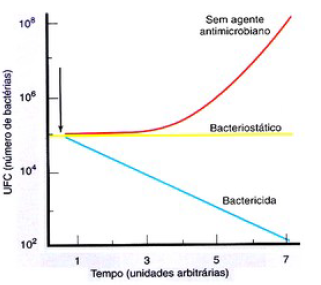 10⁸
Sem agente
antimicrobiano
10⁶
Bacteriostático
10⁴
Bactericida
10²
UFC (número de bactérias)
1 3 5 7
Tempo (unidades arbitrárias)